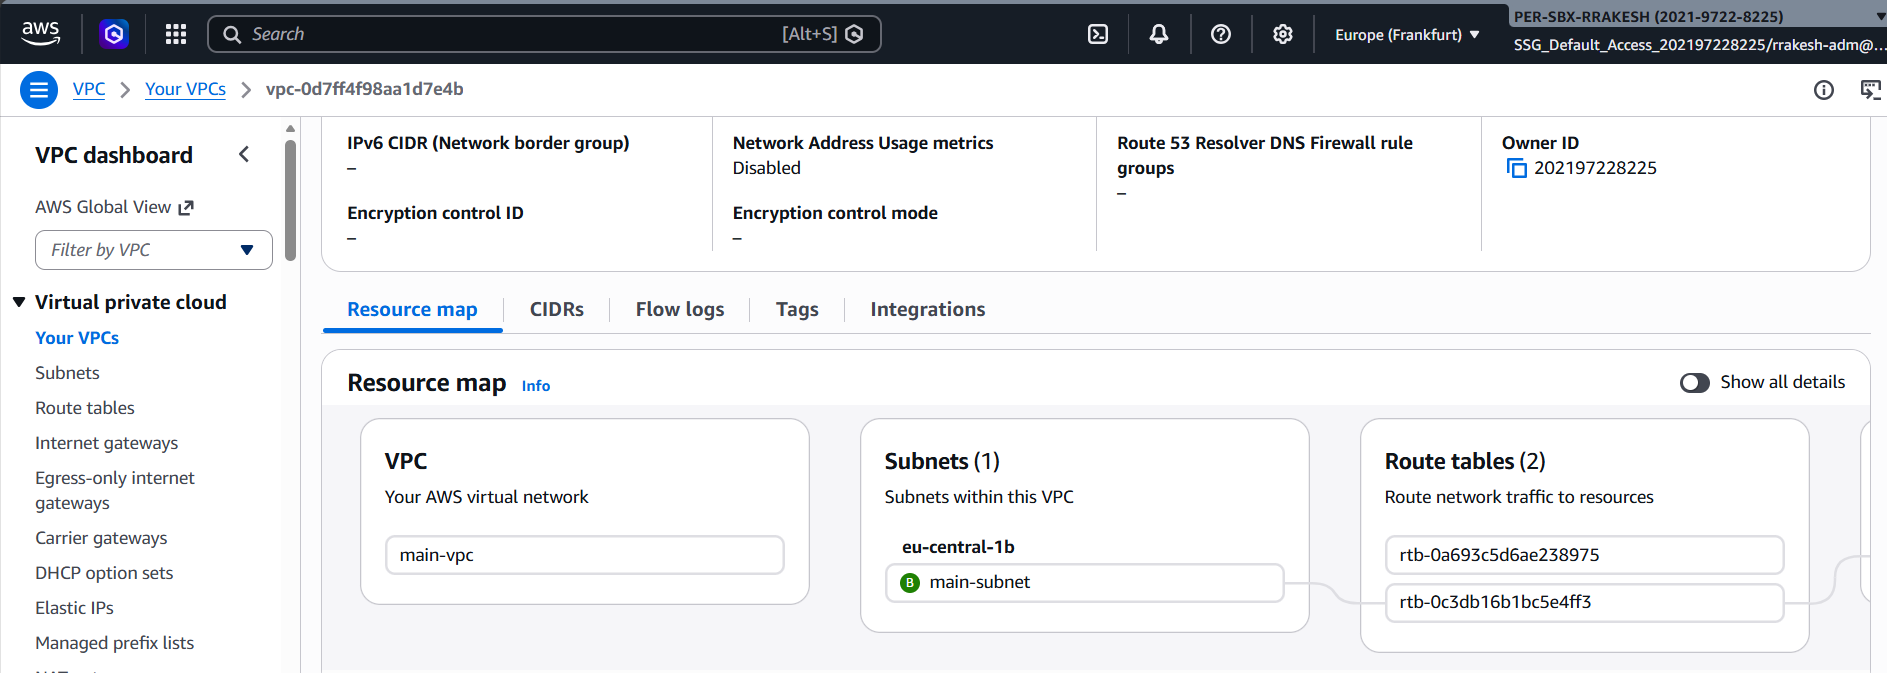 aws
Search
[Alt+S]
Europe (Frankfurt)
PER-SBX-RRAKESH (2021-9722-8225)
SSG_Default_Access_202197228225/rrakesh-adm@...
VPC
Your VPCs
vpc-0d7ff4f98aa1d7e4b
VPC dashboard
AWS Global View
Filter by VPC
Virtual private cloud
Your VPCs
Subnets
Route tables
Internet gateways
Egress-only internet
gateways
Carrier gateways
DHCP option sets
Elastic IPs
Managed prefix lists
IPv6 CIDR (Network border group)
–
Encryption control ID
–
Network Address Usage metrics
Disabled
Encryption control mode
–
Route 53 Resolver DNS Firewall rule
groups
–
Owner ID
202197228225
Resource map
CIDRs
Flow logs
Tags
Integrations
Resource map Info
Show all details
VPC
Your AWS virtual network
main-vpc
Subnets (1)
Subnets within this VPC
eu-central-1b
B main-subnet
Route tables (2)
Route network traffic to resources
rtb-0a693c5d6ae238975
rtb-0c3db16b1bc5e4ff3